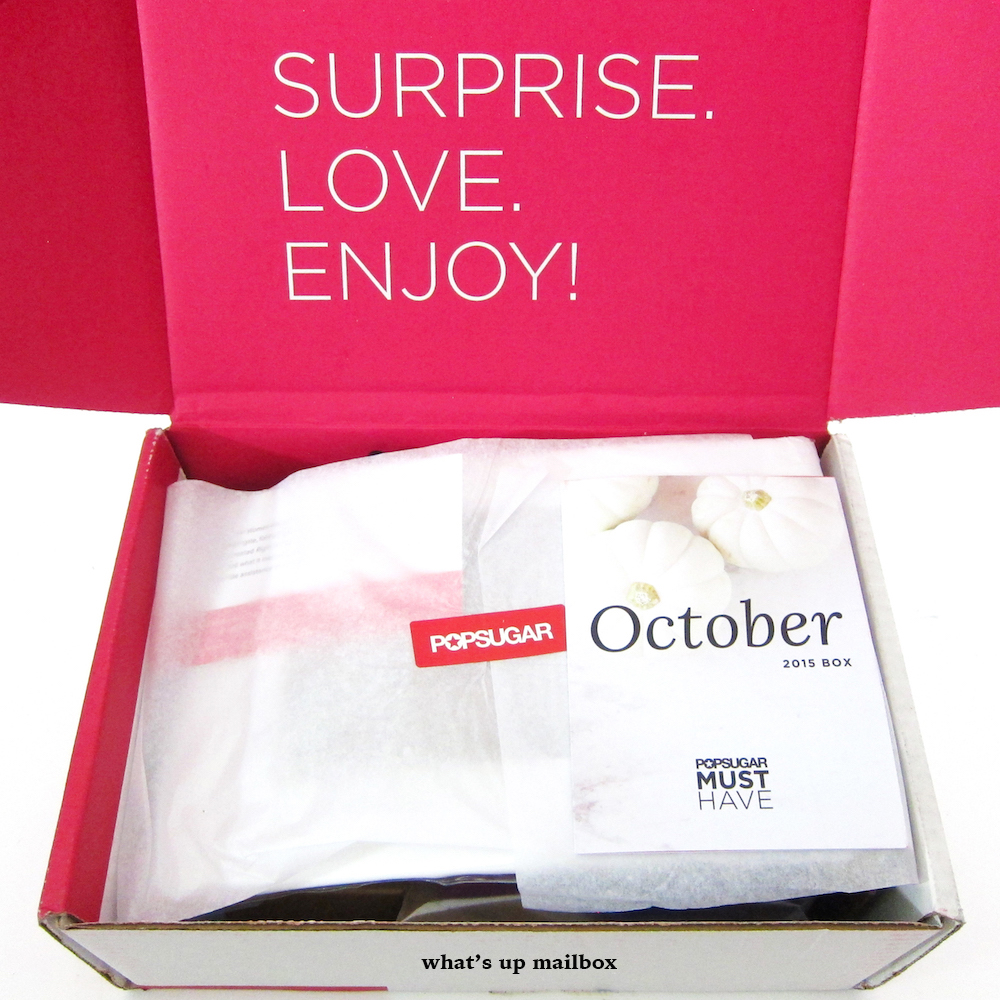 SURPRISE.
LOVE.
ENJOY!
POPSUGAR
October
2015 BOX
POPSUGAR
MUST
HAVE
what's up mailbox